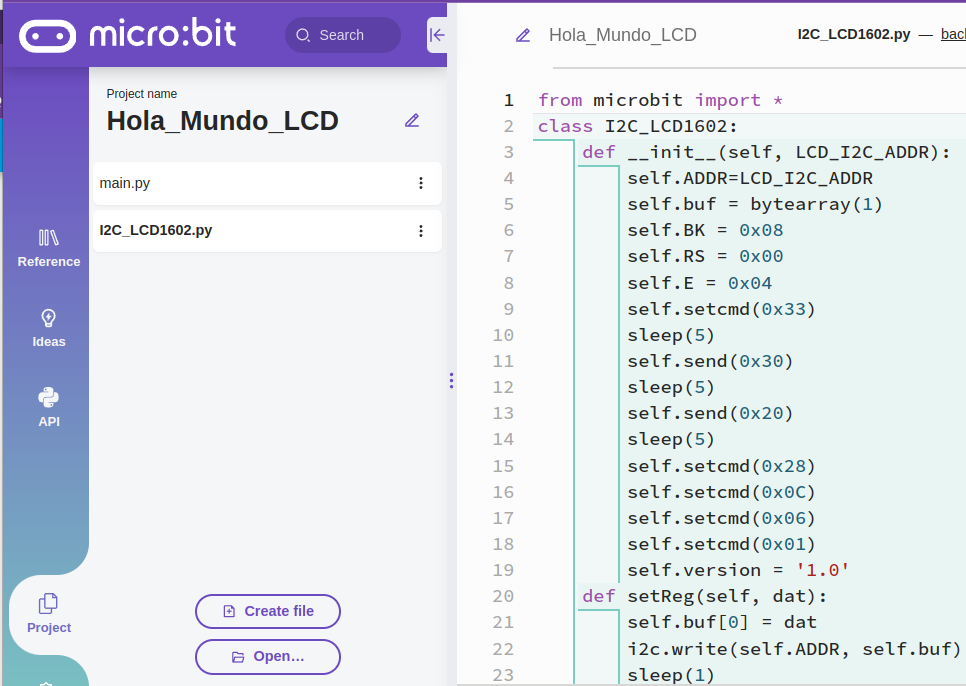 micro:bit
Search
Project name
Hola_Mundo_LCD
main.py
I2C_LCD1602.py
Reference
Ideas
API
Project
Create file
Open…
Hola_Mundo_LCD
I2C_LCD1602.py —
1 from microbit import *
2 class I2C_LCD1602:
3 def __init__(self, LCD_I2C_ADDR):
4 self.ADDR=LCD_I2C_ADDR
5 self.buf = bytearray(1)
6 self.BK = 0x08
7 self.RS = 0x00
8 self.E = 0x04
9 self.setcmd(0x33)
10 sleep(5)
11 self.send(0x30)
12 sleep(5)
13 self.send(0x20)
14 sleep(5)
15 self.setcmd(0x28)
16 self.setcmd(0x0C)
17 self.setcmd(0x06)
18 self.setcmd(0x01)
19 self.version = '1.0'
20 def setReg(self, dat):
21 self.buf[0] = dat
22 i2c.write(self.ADDR, self.buf)
23 sleep(1)